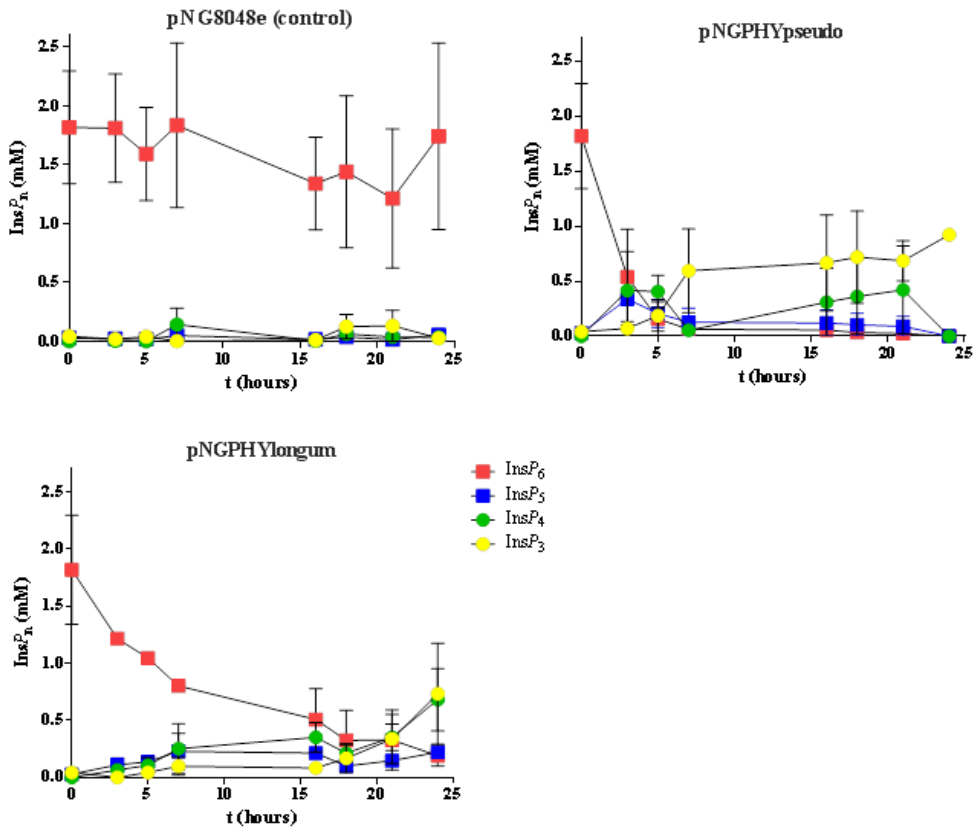 pNG8048e (control)
2.5
2.0
1.5
1.0
0.5
0.0
InsPn (mM)
0 5 10 15 20 25
t (hours)
pNGPHYpseudo
2.5
2.0
1.5
1.0
0.5
0.0
InsPn (mM)
0 5 10 15 20 25
t (hours)
pNGPHYlongum
2.5
2.0
1.5
1.0
0.5
0.0
InsPn (mM)
0 5 10 15 20 25
t (hours)
InsP6
InsP5
InsP4
InsP3